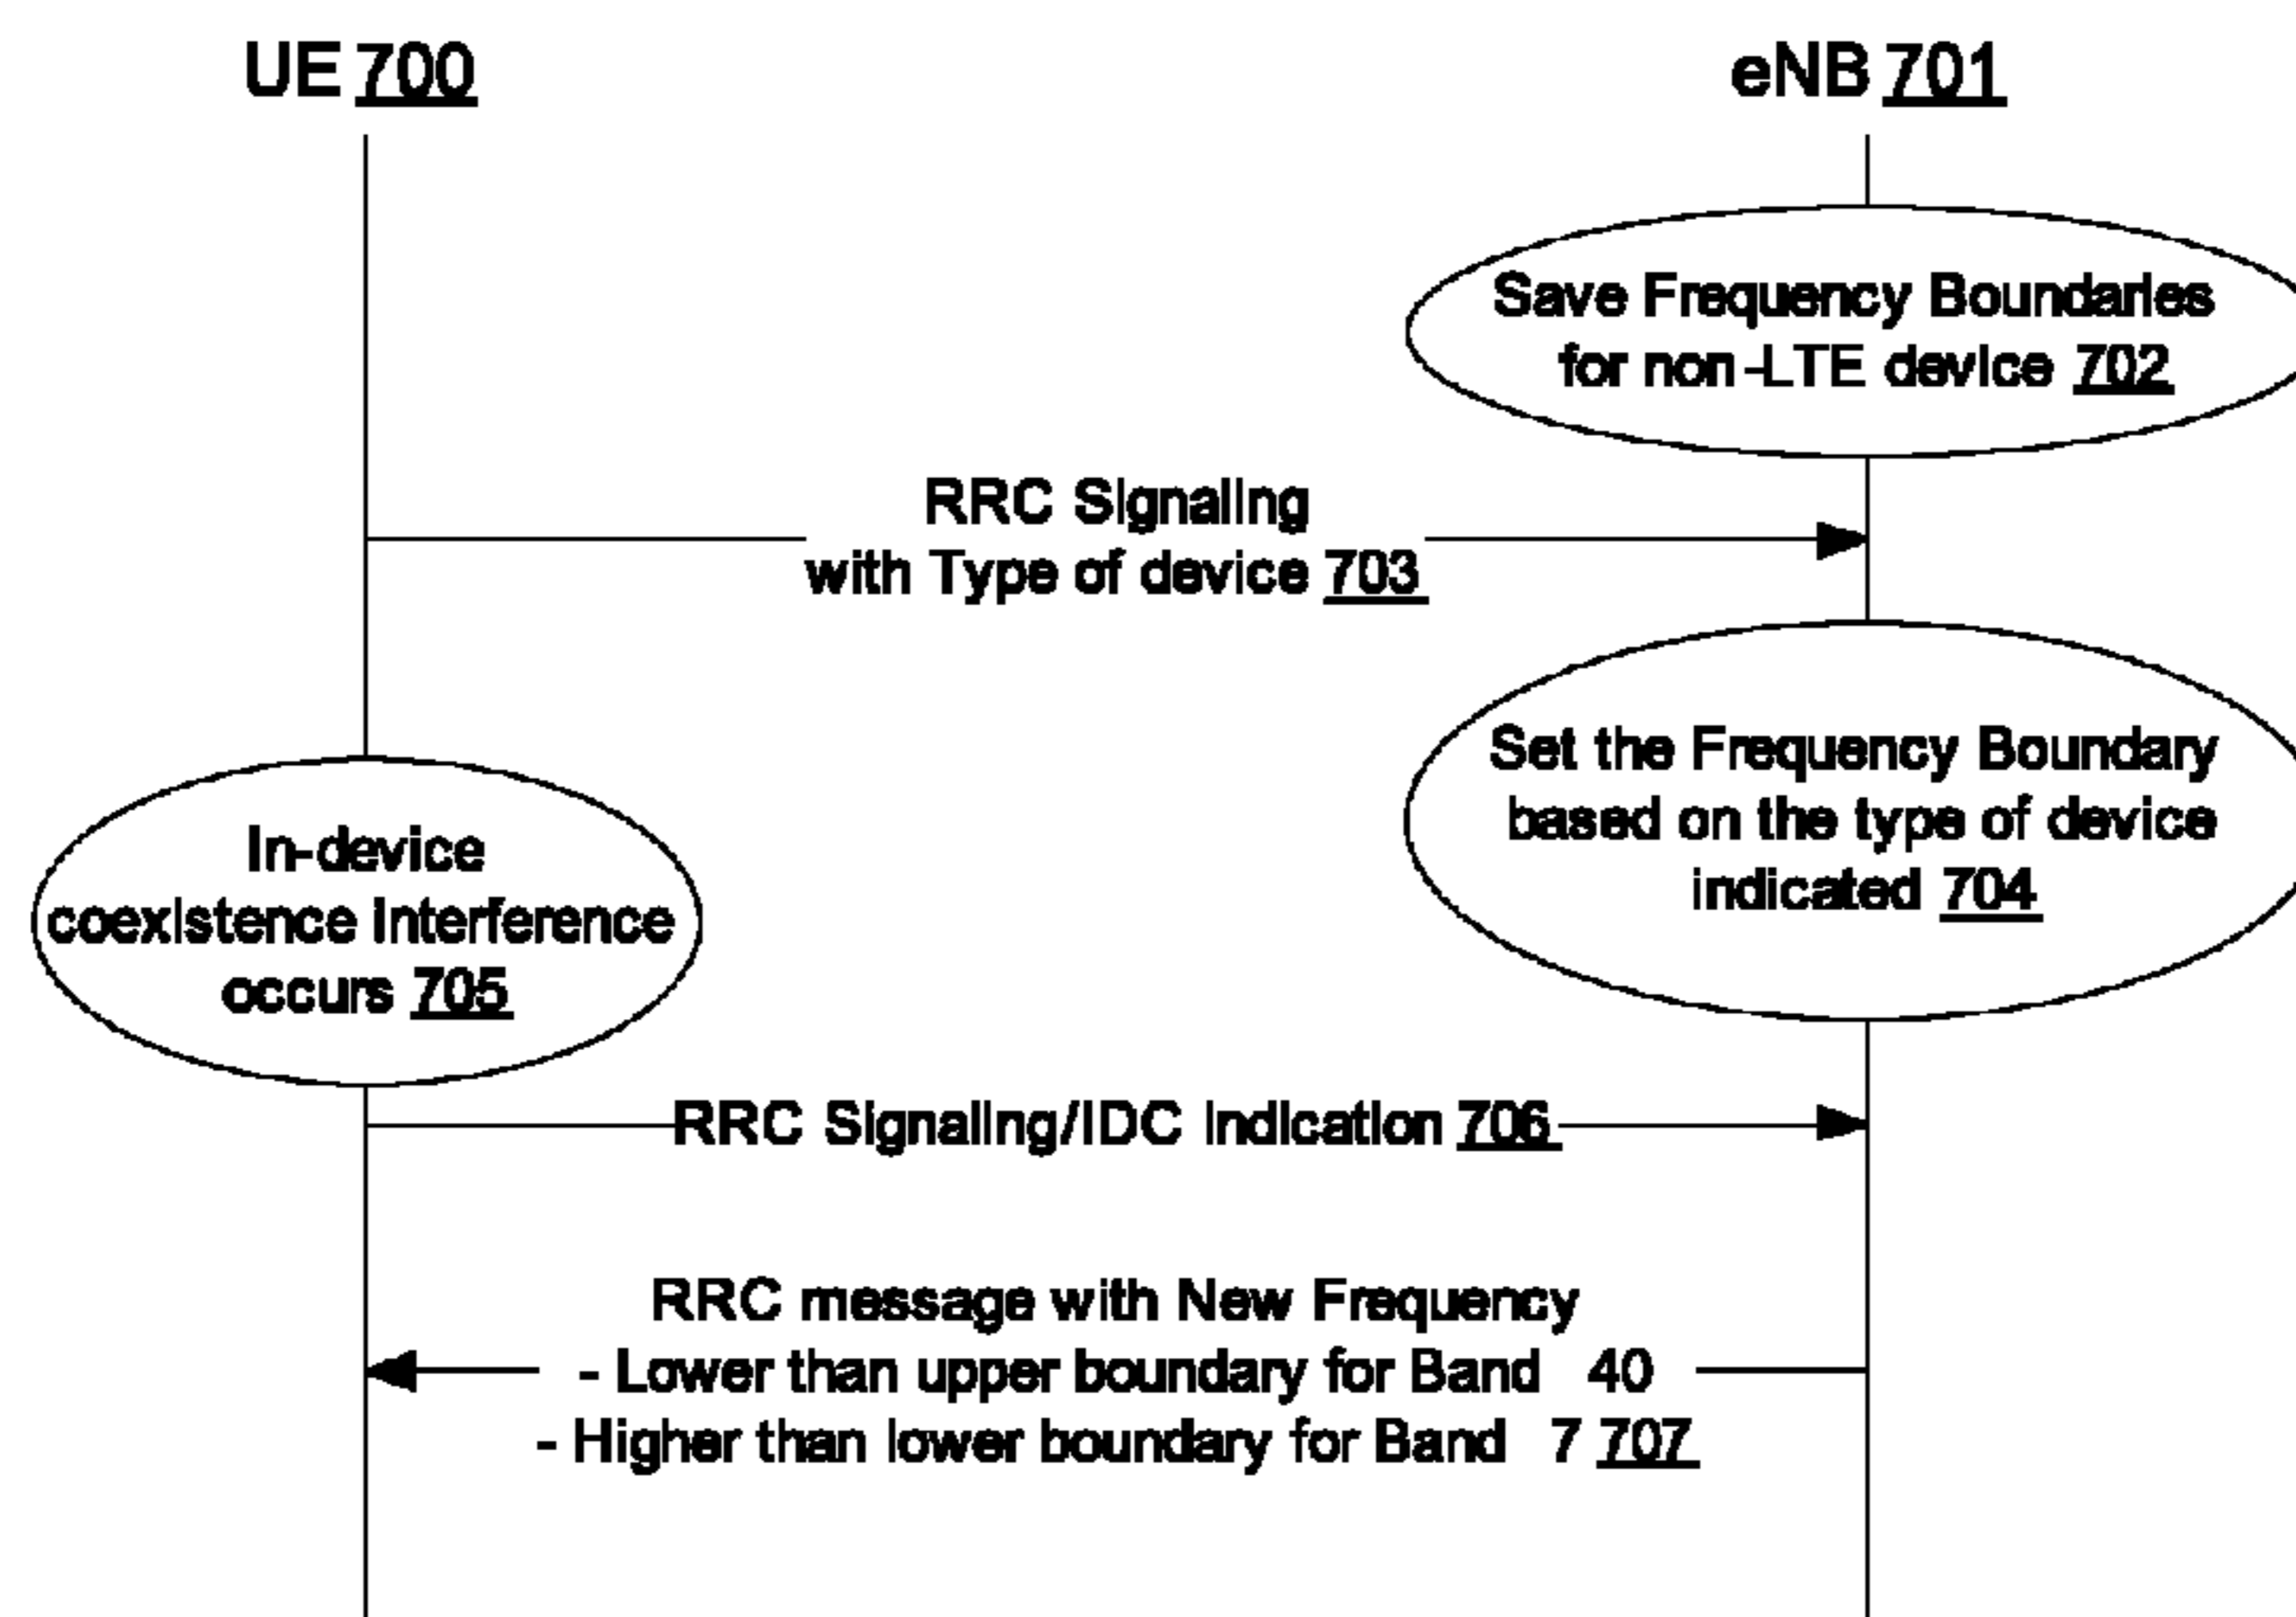 UE 700
eNB 701
Save Frequency Boundaries
for non-LTE device 702
RRC Signaling
with Type of device 703
Set the Frequency Boundary
based on the type of device
indicated 704
In-device
coexistence Interference
occurs 705
RRC Signaling/IDC Indication 706
RRC message with New Frequency
- Lower than upper boundary for Band 40
- Higher than lower boundary for Band 7 707